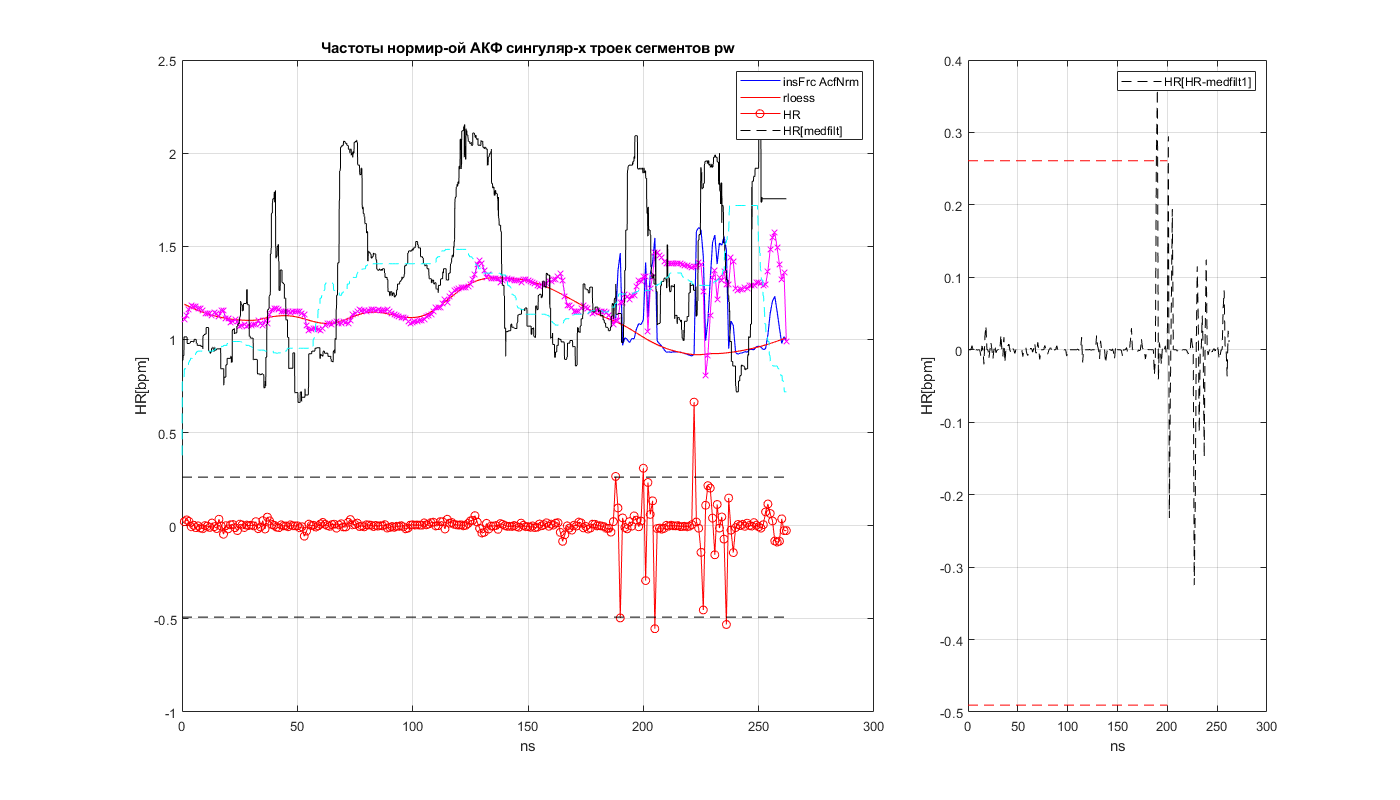 Частоты нормир-ой АКФ сингуляр-х троек сегментов pw
insFrc AcfNrm
rloess
HR
HR[medfilt]
2.5
2
1.5
1
0.5
0
-0.5
-1
HR[bpm]
0 50 100 150 200 250 300
ns
HR[HR-medfilt1]
0.4
0.3
0.2
0.1
0
-0.1
-0.2
-0.3
-0.4
-0.5
HR[bpm]
0 50 100 150 200 250 300
ns